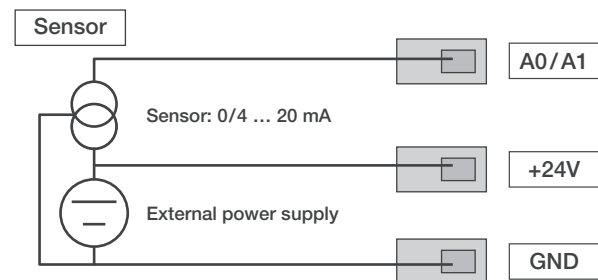 Sensor
A0/A1
Sensor: 0/4 … 20 mA
+24V
External power supply
GND